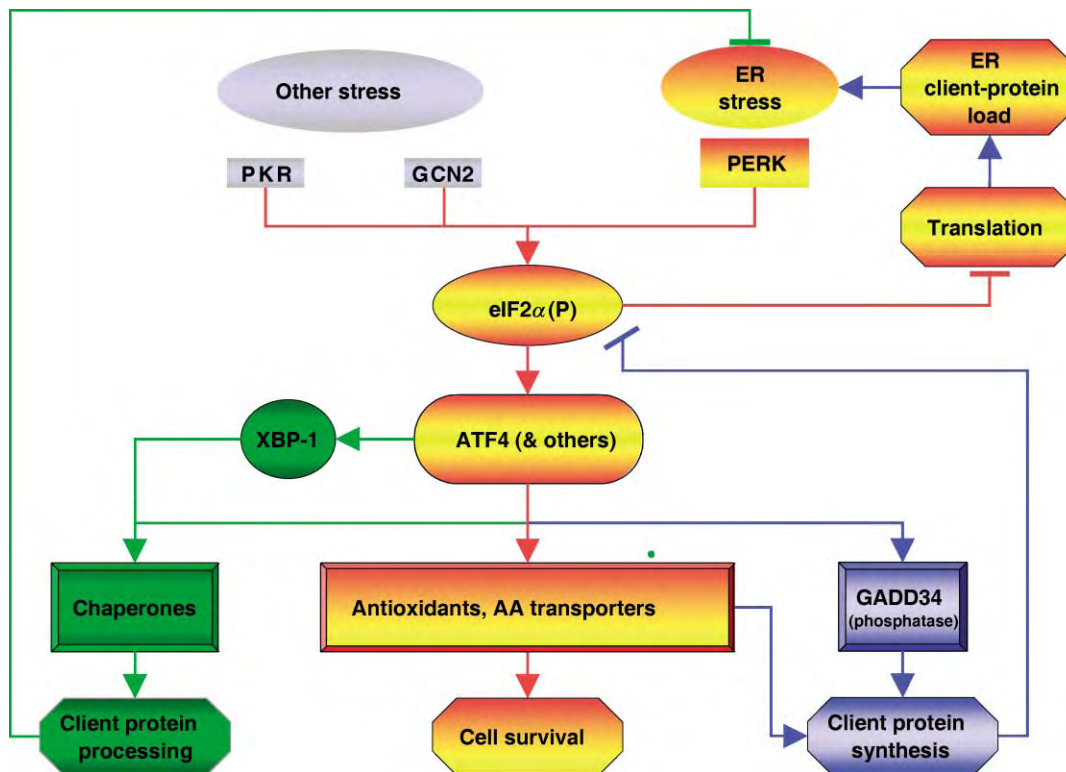 Other stress
ER
stress
ER
client-protein
load
PKR
GCN2
PERK
Translation
eIF2α(P)
XBP-1
ATF4 (& others)
Chaperones
Antioxidants, AA transporters
GADD34
(phosphatase)
Client protein
processing
Cell survival
Client protein
synthesis